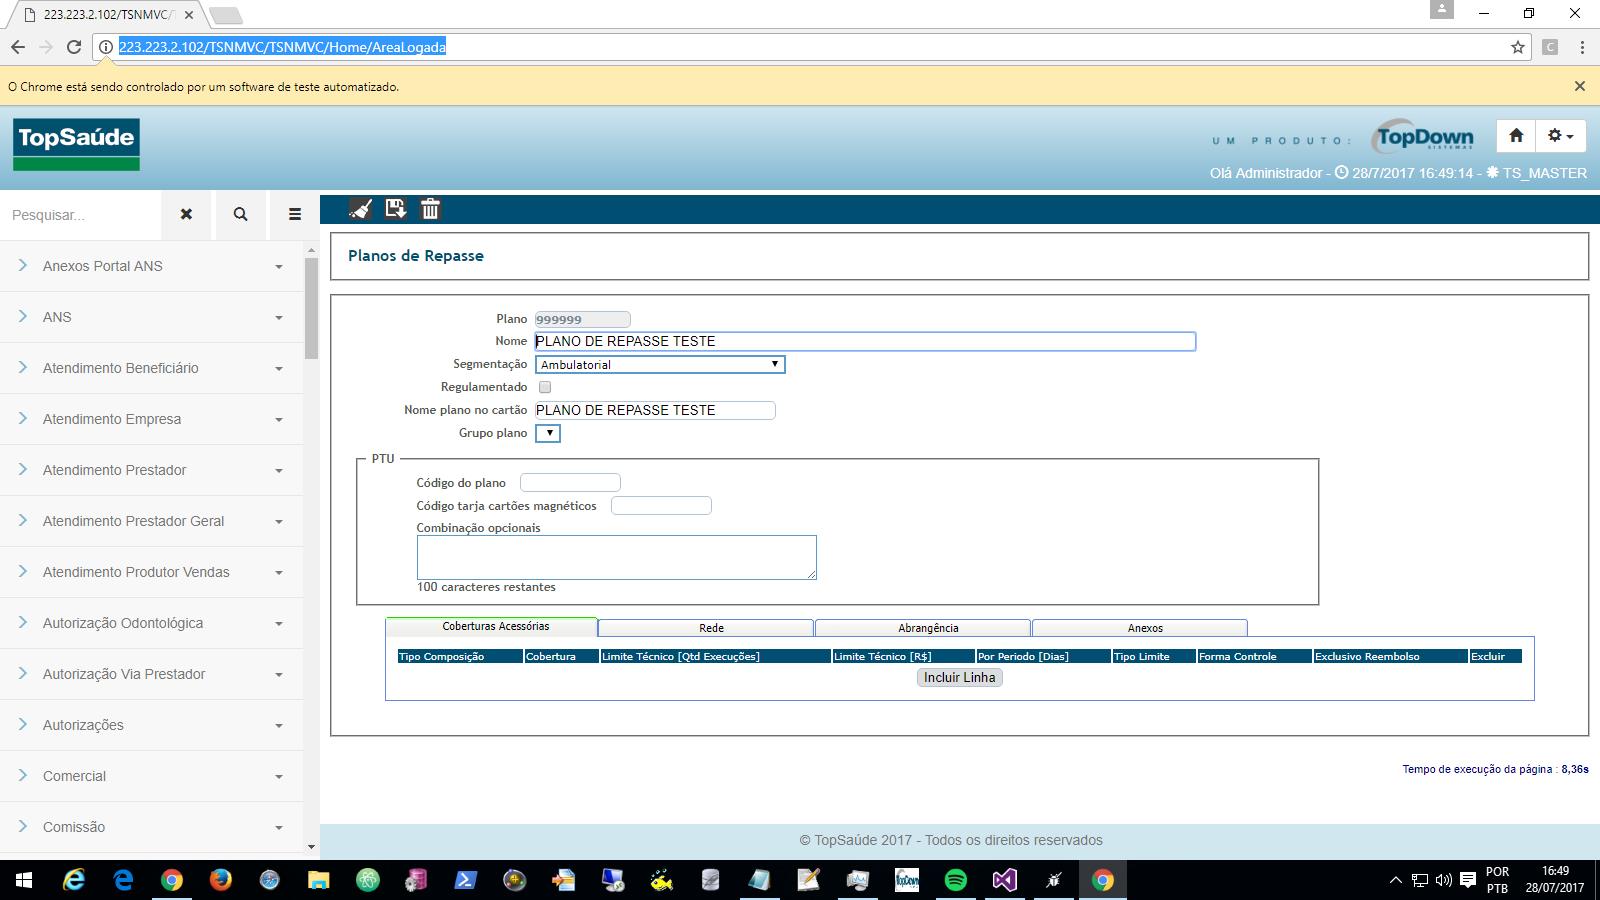 223.223.2.102/TSNMVC/T
223.223.2.102/TSNMVC/TSNMVC/Home/AreaLogada
C
O Chrome está sendo controlado por um software de teste automatizado.
TopSaúde
UM PRODUTO:
TopDown
SISTEMAS
Olá Administrador - 28/7/2017 16:49:14 - TS_MASTER
Pesquisar...
Anexos Portal ANS
ANS
Atendimento Beneficiário
Atendimento Empresa
Atendimento Prestador
Atendimento Prestador Geral
Atendimento Produtor Vendas
Autorização Odontológica
Autorização Via Prestador
Autorizações
Comercial
Comissão
Planos de Repasse
Plano 999999
Nome PLANO DE REPASSE TESTE
Segmentação Ambulatorial
Regulamentado
Nome plano no cartão PLANO DE REPASSE TESTE
Grupo plano
PTU
Código do plano
Código tarja cartões magnéticos
Combinação opcionais
100 caracteres restantes
Coberturas Acessórias Rede Abrangência Anexos
Tipo Composição Cobertura Limite Técnico [Qtd Execuções] Limite Técnico [R$] Por Periodo [Dias] Tipo Limite Forma Controle Exclusivo Reembolso Excluir
Incluir Linha
Tempo de execução da página : 8,36s
© TopSaúde 2017 - Todos os direitos reservados
TopDown
POR
PTB
16:49
28/07/2017